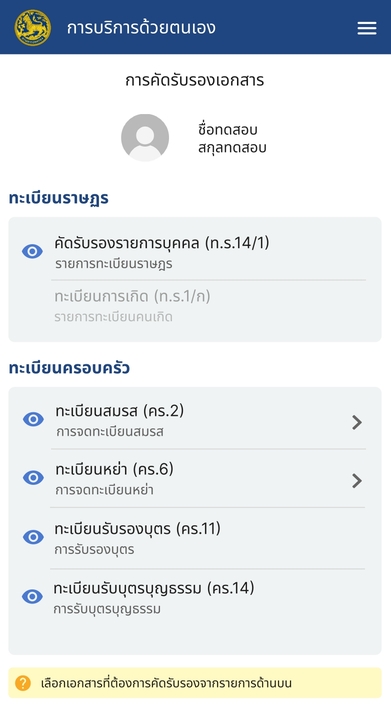 การบริการด้วยตนเอง
การคัดรับรองเอกสาร
ชื่อทดสอบ
สกุลทดสอบ
ทะเบียนราษฎร
คัดรับรองรายการบุคคล (ท.ร.14/1)
รายการทะเบียนราษฎร
ทะเบียนการเกิด (ท.ร.1/ก)
รายการทะเบียนคนเกิด
ทะเบียนครอบครัว
ทะเบียนสมรส (คร.2)
การจดทะเบียนสมรส
ทะเบียนหย่า (คร.6)
การจดทะเบียนหย่า
ทะเบียนรับรองบุตร (คร.11)
การรับรองบุตร
ทะเบียนรับบุตรบุญธรรม (คร.14)
การรับบุตรบุญธรรม
เลือกเอกสารที่ต้องการคัดรับรองจากรายการด้านบน